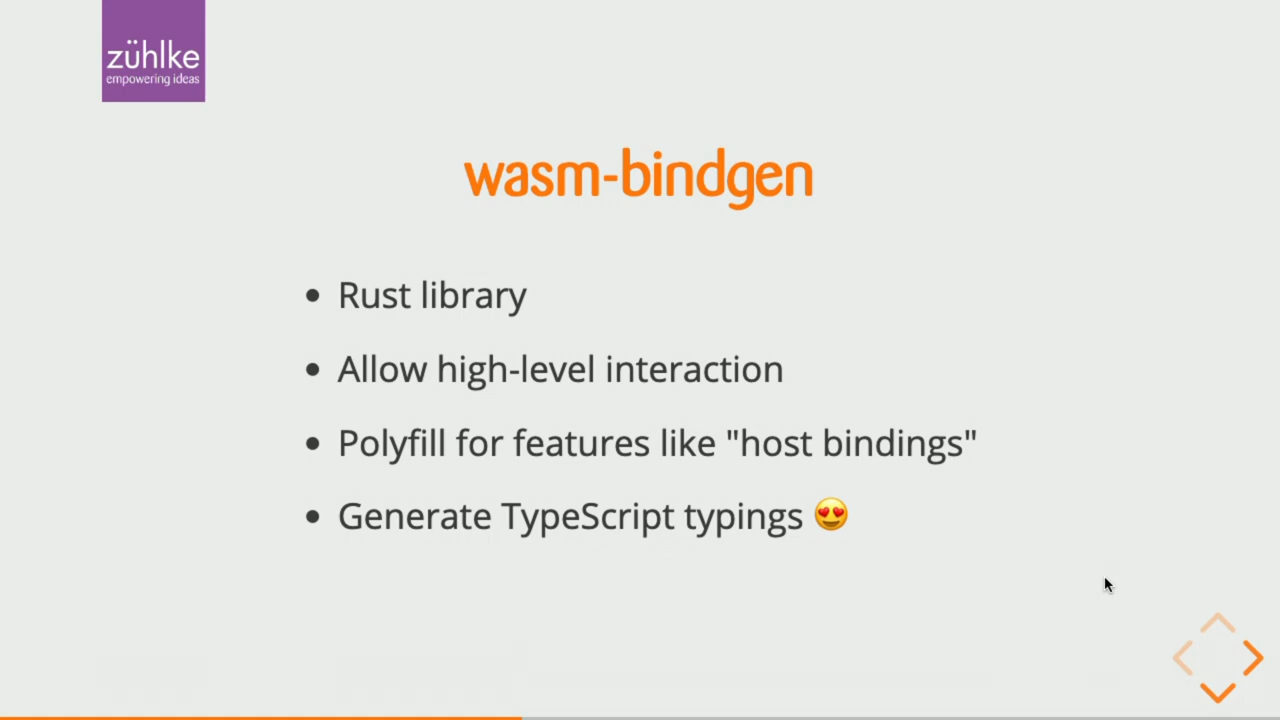 zühlke
empowering ideas
wasm-bindgen
• Rust library
• Allow high-level interaction
• Polyfill for features like "host bindings"
• Generate TypeScript typings 😍